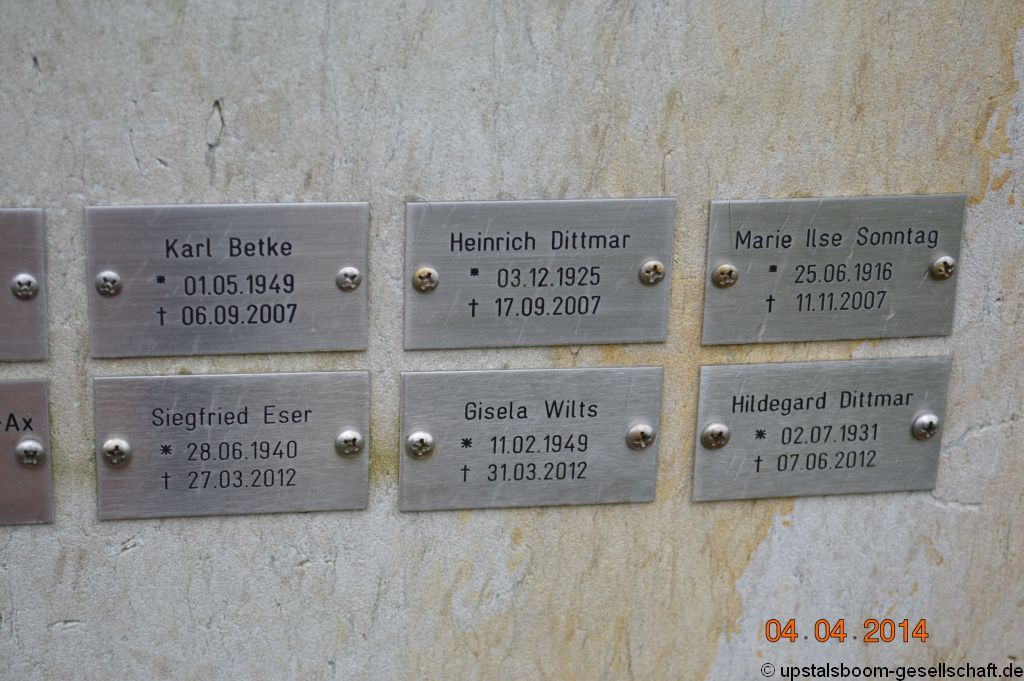 Karl Betke
* 01.05.1949
† 06.09.2007
Heinrich Dittmar
* 03.12.1925
† 17.09.2007
Marie Ilse Sonntag
* 25.06.1916
† 11.11.2007
-Ax
Siegfried Eser
* 28.06.1940
† 27.03.2012
Gisela Wilts
* 11.02.1949
† 31.03.2012
Hildegard Dittmar
* 02.07.1931
† 07.06.2012
04.04.2014
© upstalsboom-gesellschaft.de